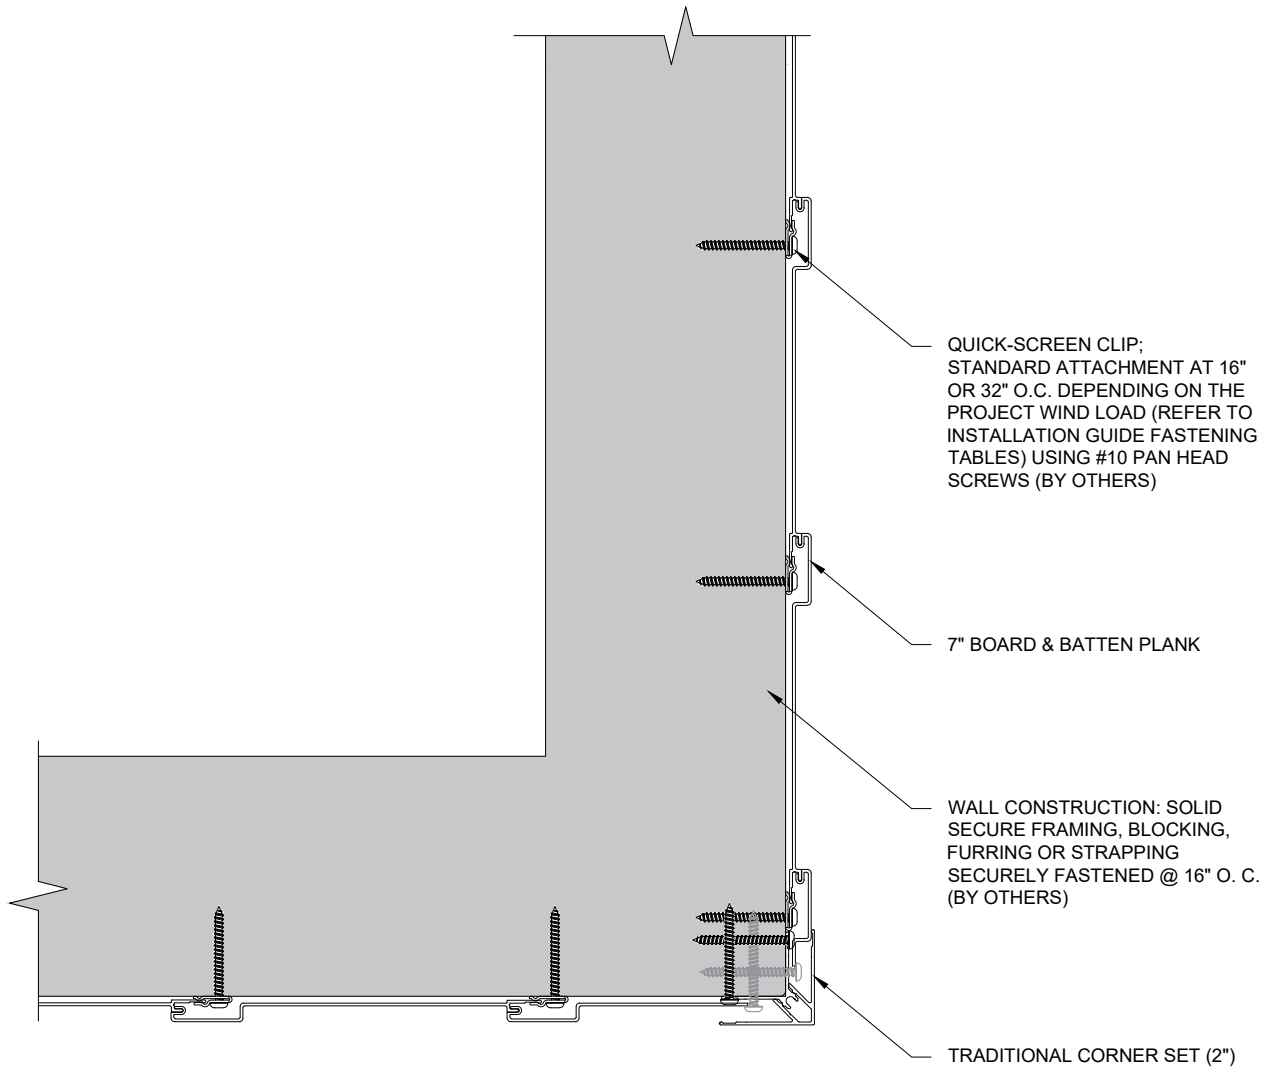 QUICK-SCREEN CLIP;
STANDARD ATTACHMENT AT 16"
OR 32" O.C. DEPENDING ON THE
PROJECT WIND LOAD (REFER TO
INSTALLATION GUIDE FASTENING
TABLES) USING #10 PAN HEAD
SCREWS (BY OTHERS)
7" BOARD & BATTEN PLANK
WALL CONSTRUCTION: SOLID
SECURE FRAMING, BLOCKING,
FURRING OR STRAPPING
SECURELY FASTENED @ 16" O. C.
(BY OTHERS)
TRADITIONAL CORNER SET (2")